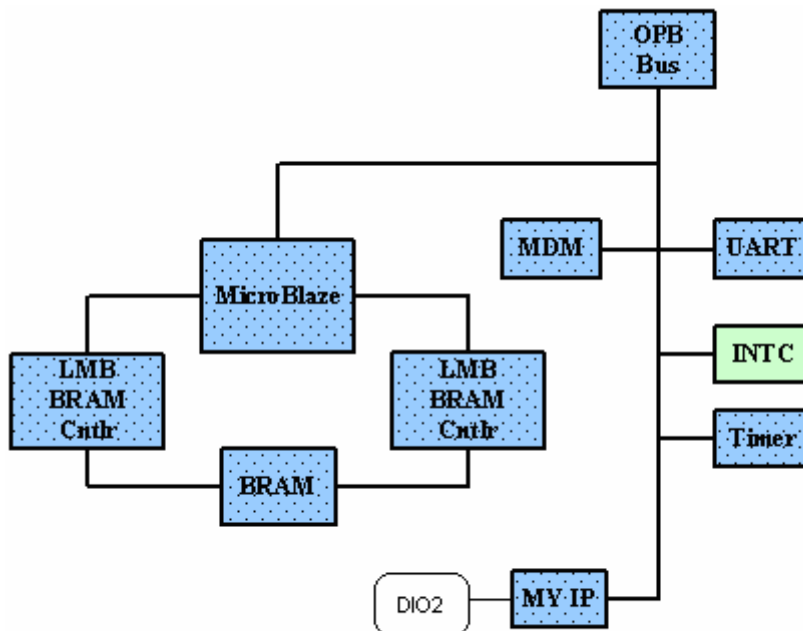 OPB
Bus
MDM
UART
MicroBlaze
INTC
LMB
BRAM
Cntlr
LMB
BRAM
Cntlr
Timer
BRAM
DIO2
MY IP